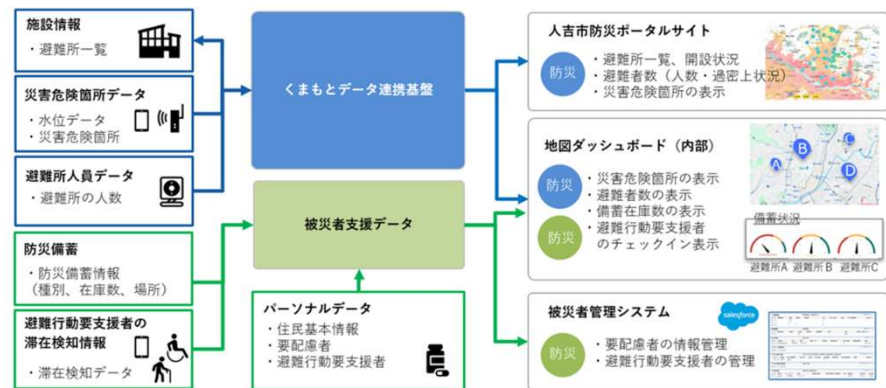 施設情報
・避難所一覧
災害危険箇所データ
・水位データ
・災害危険箇所
避難所人員データ
・避難所の人数
防災備蓄
・防災備蓄情報
（種別、在庫数、場所）
避難行動要支援者の
滞在検知情報
・滞在検知データ
くまもとデータ連携基盤
被災者支援データ
パーソナルデータ
・住民基本情報
・要配慮者
・避難行動要支援者
人吉市防災ポータルサイト
防災
・避難所一覧、開設状況
・避難者数（人数・過密上状況）
・災害危険箇所の表示
地図ダッシュボード（内部）
防災
・災害危険箇所の表示
・避難者数の表示
・備蓄在庫数の表示
防災
・避難行動要支援者
のチェックイン表示
A
B
C
D
備蓄状況
避難所A 避難所B 避難所C
被災者管理システム
salesforce
防災
・要配慮者の情報管理
・避難行動要支援者の管理